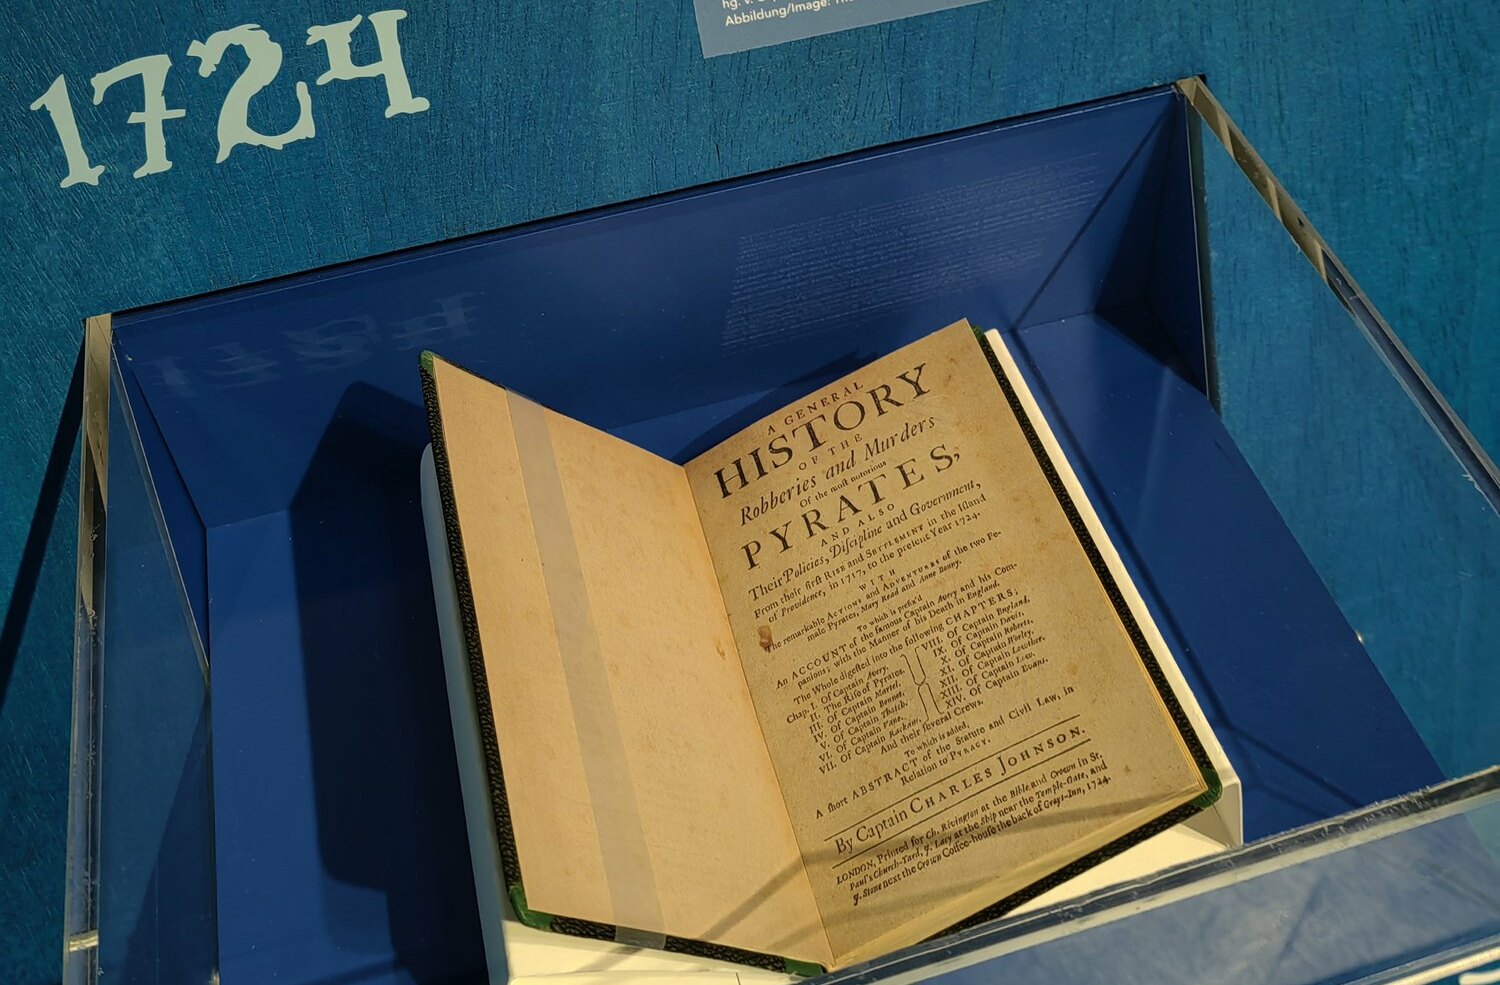 1724
Abbildung/Image:
A GENERAL
HISTORY
OF THE
Robberies and Murders
Of the moſt notorious
PYRATES,
AND ALSO
Their Policies, Diſcipline and Government,
From their firſt RISE and SETTLEMENT in the Iſland
of Providence, in 1717, to the preſent Year 1724.
WITH
The remarkable ACTIONS and ADVENTURES of the two Fe-
male Pyrates, Mary Read and Anne Bonny.
To which is prefix'd
An ACCOUNT of the famous Captain Avery and his Com-
panions; with the Manner of his Death in England.
The Whole digeſted into the following CHAPTERS;
Chap. I. Of Captain Avery.
II. The Riſe of Pyrates.
III. Of Captain Martel.
IV. Of Captain Bonnet.
V. Of Captain Thatch.
VI. Of Captain Vane.
VII. Of Captain Rackam.
VIII. Of Captain England.
IX. Of Captain Davis.
X. Of Captain Roberts.
XI. Of Captain Worley.
XII. Of Captain Lowther.
XIII. Of Captain Low.
XIV. Of Captain Evans.
And their ſeveral Crews.
To which is added,
A ſhort ABSTRACT of the Statute and Civil Law, in
Relation to PYRACY.
By Captain CHARLES JOHNSON.
LONDON, Printed for Ch. Rivington at the Bible and Crown in St.
Paul's Church-Yard, J. Lacy at the Ship near the Temple-Gate, and
J. Stone next the Crown Coffee-houſe the back of Grays-Inn, 1724.